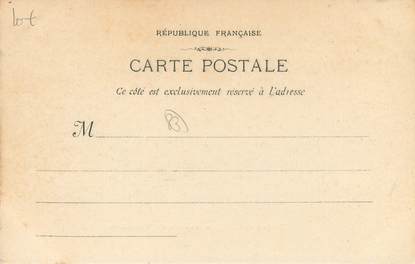 RÉPUBLIQUE FRANÇAISE
CARTE POSTALE
Ce côté est exclusivement réservé à l'adresse
M